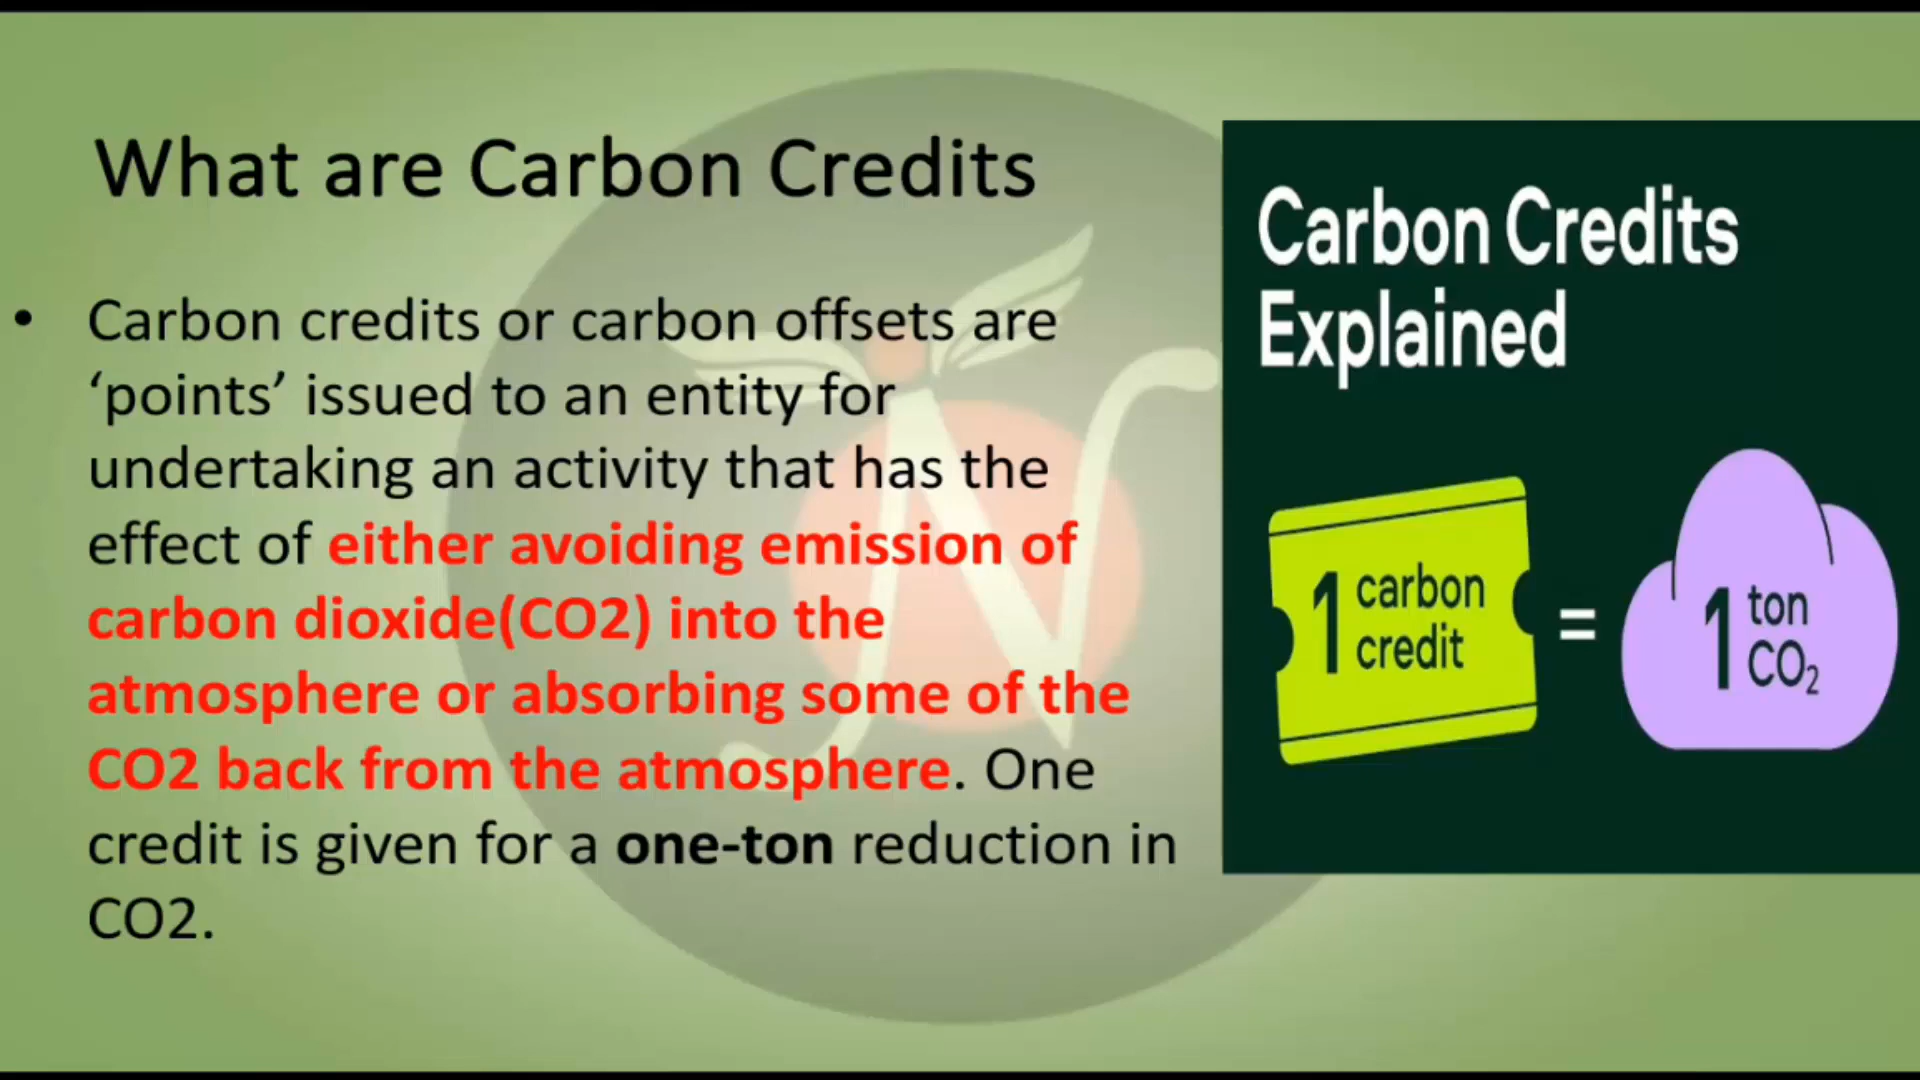 What are Carbon Credits
• Carbon credits or carbon offsets are
‘points’ issued to an entity for
undertaking an activity that has the
effect of either avoiding emission of
carbon dioxide(CO2) into the
atmosphere or absorbing some of the
CO2 back from the atmosphere. One
credit is given for a one-ton reduction in
CO2.
Carbon Credits
Explained
1 carbon
credit
=
1 ton
CO₂